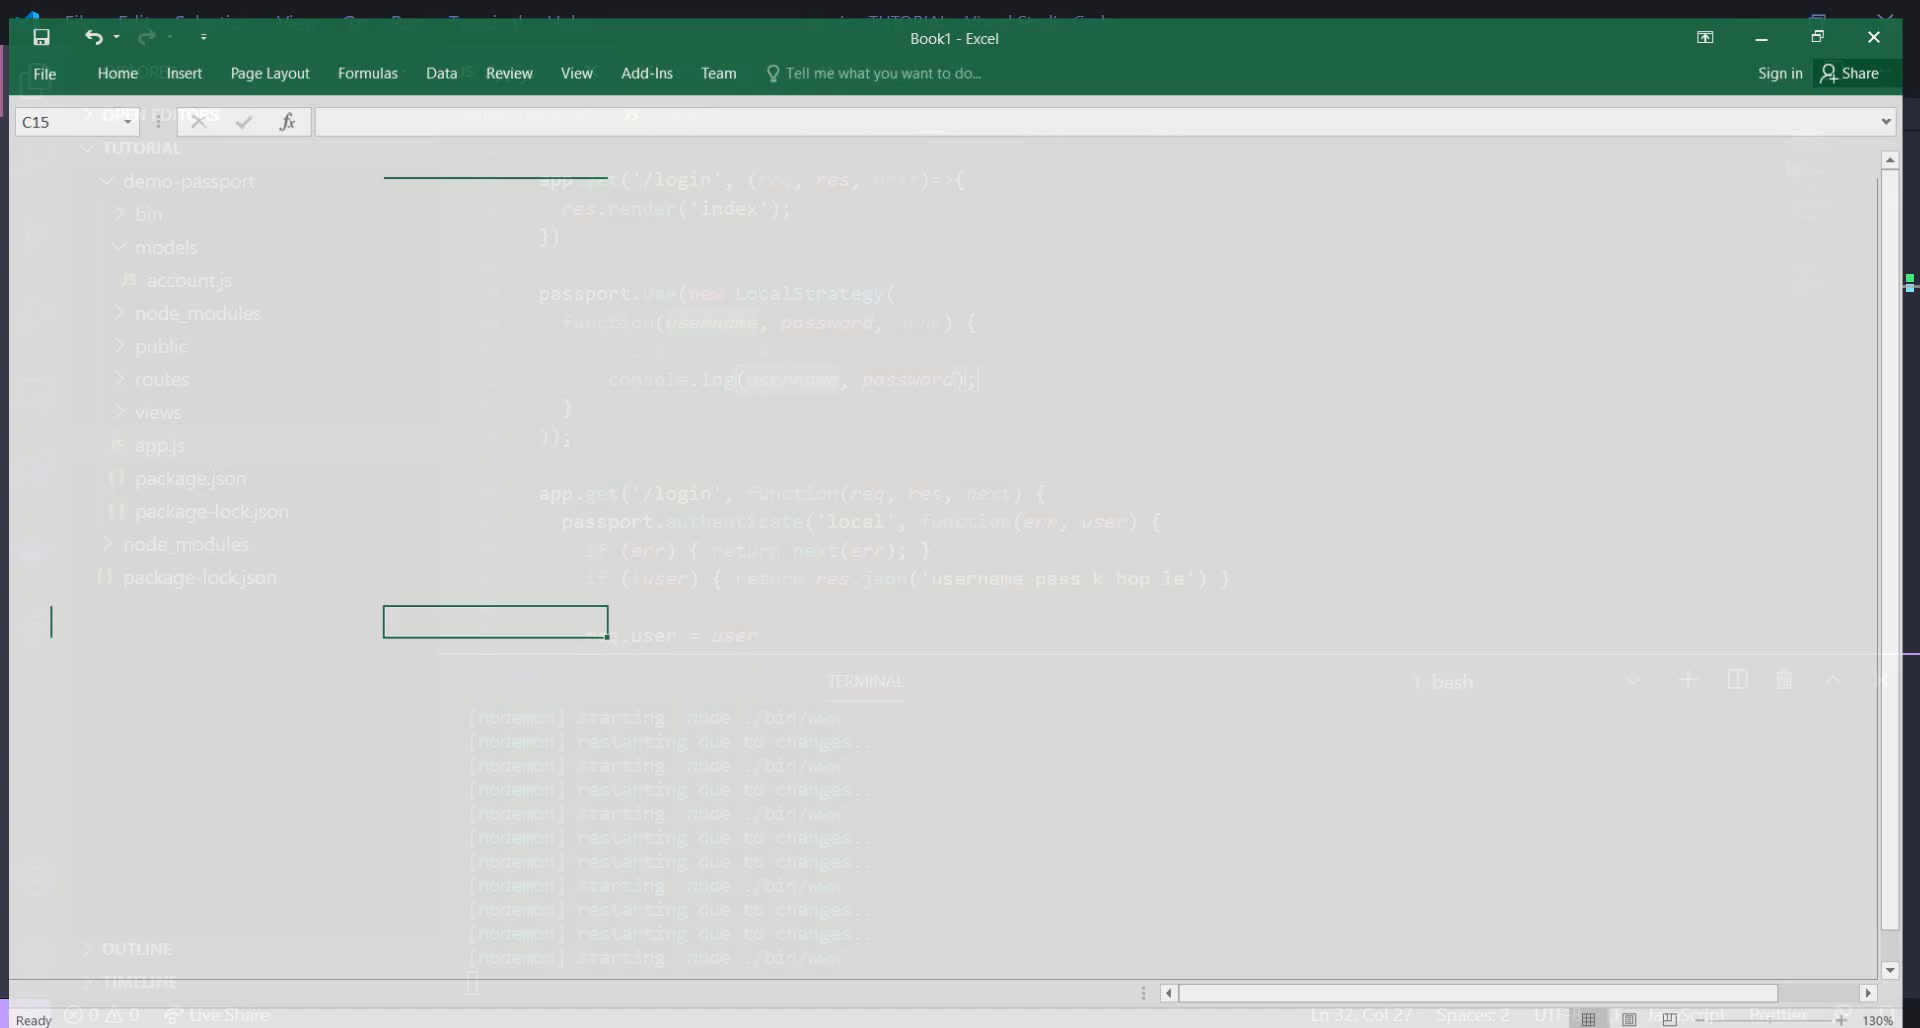 Book1 - Excel
File Home Insert Page Layout Formulas Data Review View Add-Ins Team Tell me what you want to do... Sign in Share
C15 fx
OPEN EDITORS
TUTORIAL
demo-passport
bin
models
JS account.js
node_modules
public
routes
views
JS app.js
{} package.json
{} package-lock.json
node_modules
{} package-lock.json
OUTLINE
TIMELINE
app.get('/login', (req, res, next)=>{
res.render('index');
})
passport.use(new LocalStrategy(
function(username, password, done) {
console.log(username, password);
}
));
app.get('/login', function(req, res, next) {
passport.authenticate('local', function(err, user) {
if (err) { return next(err); }
if (!user) { return res.json('username pass k hop le') }
req.user = user
TERMINAL 1: bash
[nodemon] starting `node ./bin/www`
[nodemon] restarting due to changes...
[nodemon] starting `node ./bin/www`
[nodemon] restarting due to changes...
[nodemon] starting `node ./bin/www`
[nodemon] restarting due to changes...
[nodemon] restarting due to changes...
[nodemon] starting `node ./bin/www`
[nodemon] restarting due to changes...
[nodemon] restarting due to changes...
[nodemon] starting `node ./bin/www`
0 0 Live Share Ln 32, Col 27 Spaces: 2 JavaScript Prettier
Ready 130%